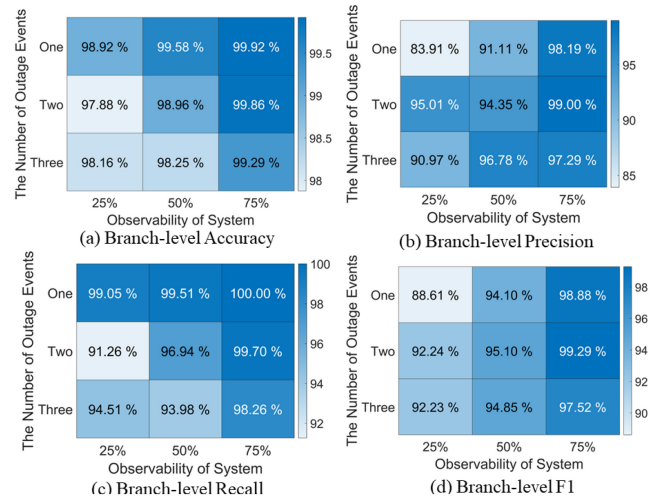 The Number of Outage Events
One 98.92 % 99.58 % 99.92 %
Two 97.88 % 98.96 % 99.86 %
Three 98.16 % 98.25 % 99.29 %
25% 50% 75%
Observability of System
99.5
99
98.5
98
(a) Branch-level Accuracy
The Number of Outage Events
One 83.91 % 91.11 % 98.19 %
Two 95.01 % 94.35 % 99.00 %
Three 90.97 % 96.78 % 97.29 %
25% 50% 75%
Observability of System
95
90
85
(b) Branch-level Precision
The Number of Outage Events
One 99.05 % 99.51 % 100.00 %
Two 91.26 % 96.94 % 99.70 %
Three 94.51 % 93.98 % 98.26 %
25% 50% 75%
Observability of System
100
98
96
94
92
(c) Branch-level Recall
The Number of Outage Events
One 88.61 % 94.10 % 98.88 %
Two 92.24 % 95.10 % 99.29 %
Three 92.23 % 94.85 % 97.52 %
25% 50% 75%
Observability of System
98
96
94
92
90
(d) Branch-level F1